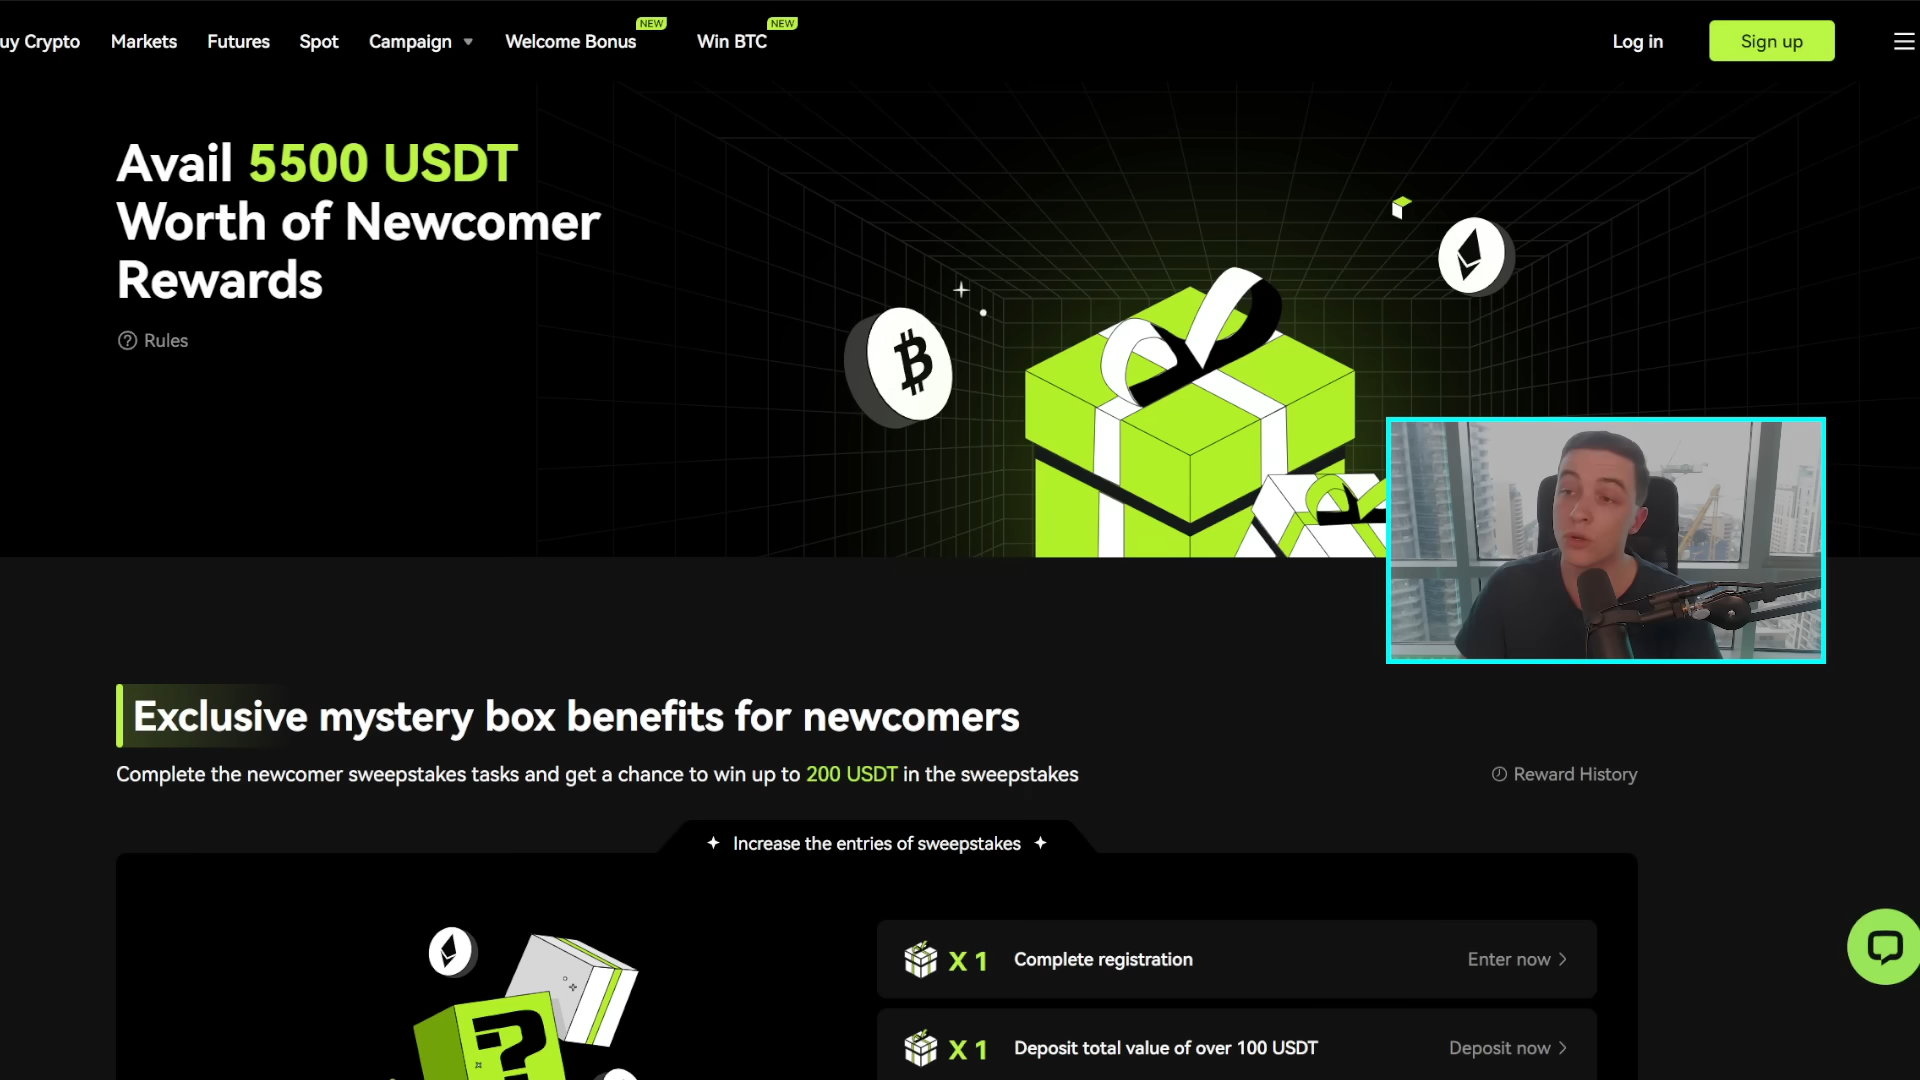 uy Crypto
Markets
Futures
Spot
Campaign
Welcome Bonus
NEW
Win BTC
NEW
Log in
Sign up
Avail 5500 USDT
Worth of Newcomer
Rewards
Rules
Exclusive mystery box benefits for newcomers
Complete the newcomer sweepstakes tasks and get a chance to win up to 200 USDT in the sweepstakes
Reward History
Increase the entries of sweepstakes
X 1
Complete registration
Enter now
X 1
Deposit total value of over 100 USDT
Deposit now